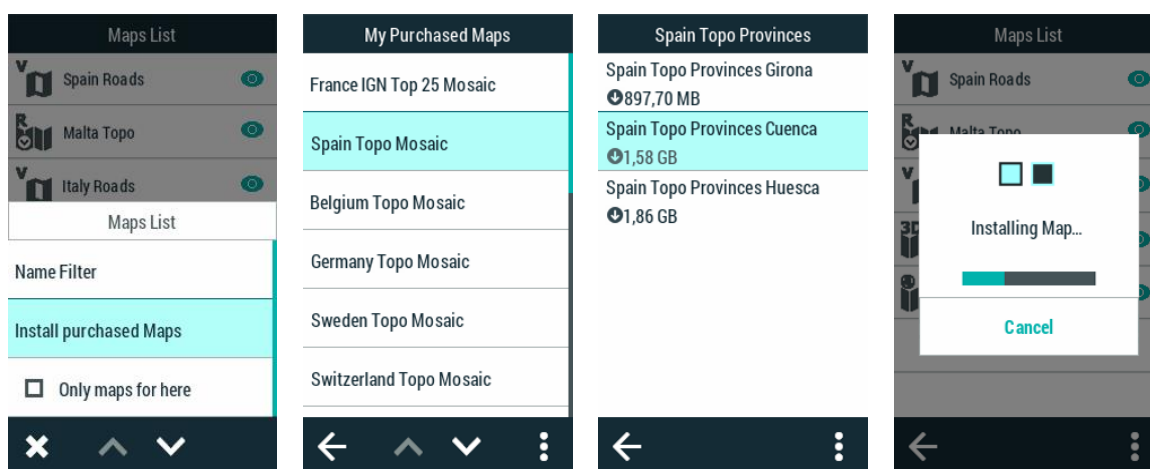 Maps List
V
Spain Roads
R
Malta Topo
V
Italy Roads
Maps List
Name Filter
Install purchased Maps
Only maps for here
My Purchased Maps
France IGN Top 25 Mosaic
Spain Topo Mosaic
Belgium Topo Mosaic
Germany Topo Mosaic
Sweden Topo Mosaic
Switzerland Topo Mosaic
Spain Topo Provinces
Spain Topo Provinces Girona
897,70 MB
Spain Topo Provinces Cuenca
1,58 GB
Spain Topo Provinces Huesca
1,86 GB
Maps List
V
Spain Roads
R
Malta Topo
V
3D
Installing Map...
Cancel